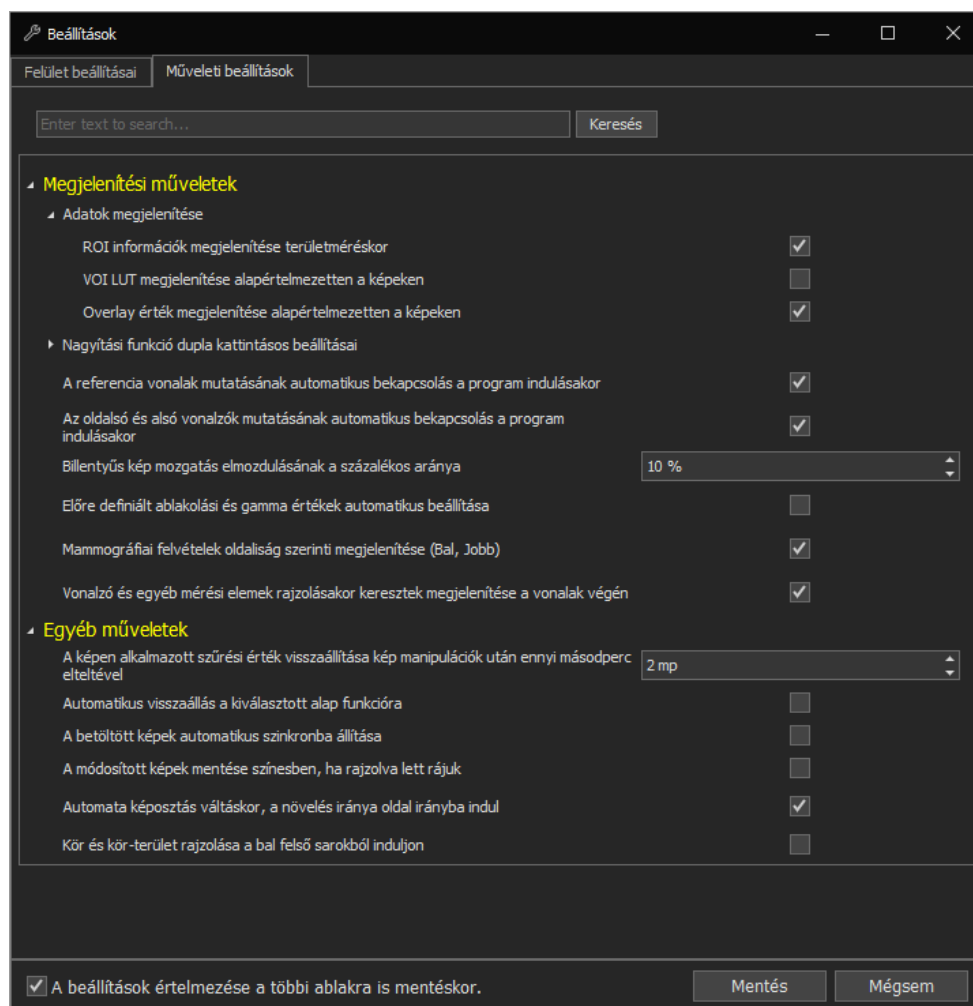 Beállítások
Felület beállításai
Műveleti beállítások
Enter text to search...
Keresés
Megjelenítési műveletek
Adatok megjelenítése
ROI információk megjelenítése területméréskor
VOI LUT megjelenítése alapértelmezetten a képeken
Overlay érték megjelenítése alapértelmezetten a képeken
Nagyítási funkció dupla kattintásos beállításai
A referencia vonalak mutatásának automatikus bekapcsolás a program indulásakor
Az oldalsó és alsó vonalzók mutatásának automatikus bekapcsolás a program
indulásakor
Billentyűs kép mozgatás elmozdulásának a százalékos aránya
10 %
Előre definiált ablakolási és gamma értékek automatikus beállítása
Mammográfiai felvételek oldaliság szerinti megjelenítése (Bal, Jobb)
Vonalzó és egyéb mérési elemek rajzolásakor keresztek megjelenítése a vonalak végén
Egyéb műveletek
A képen alkalmazott szűrési érték visszaállítása kép manipulációk után ennyi másodperc
elteltével
2 mp
Automatikus visszaállás a kiválasztott alap funkcióra
A betöltött képek automatikus szinkronba állítása
A módosított képek mentése színesben, ha rajzolva lett rájuk
Automata képosztás váltáskor, a növelés iránya oldal irányba indul
Kör és kör-terület rajzolása a bal felső sarokból induljon
A beállítások értelmezése a többi ablakra is mentéskor.
Mentés
Mégsem